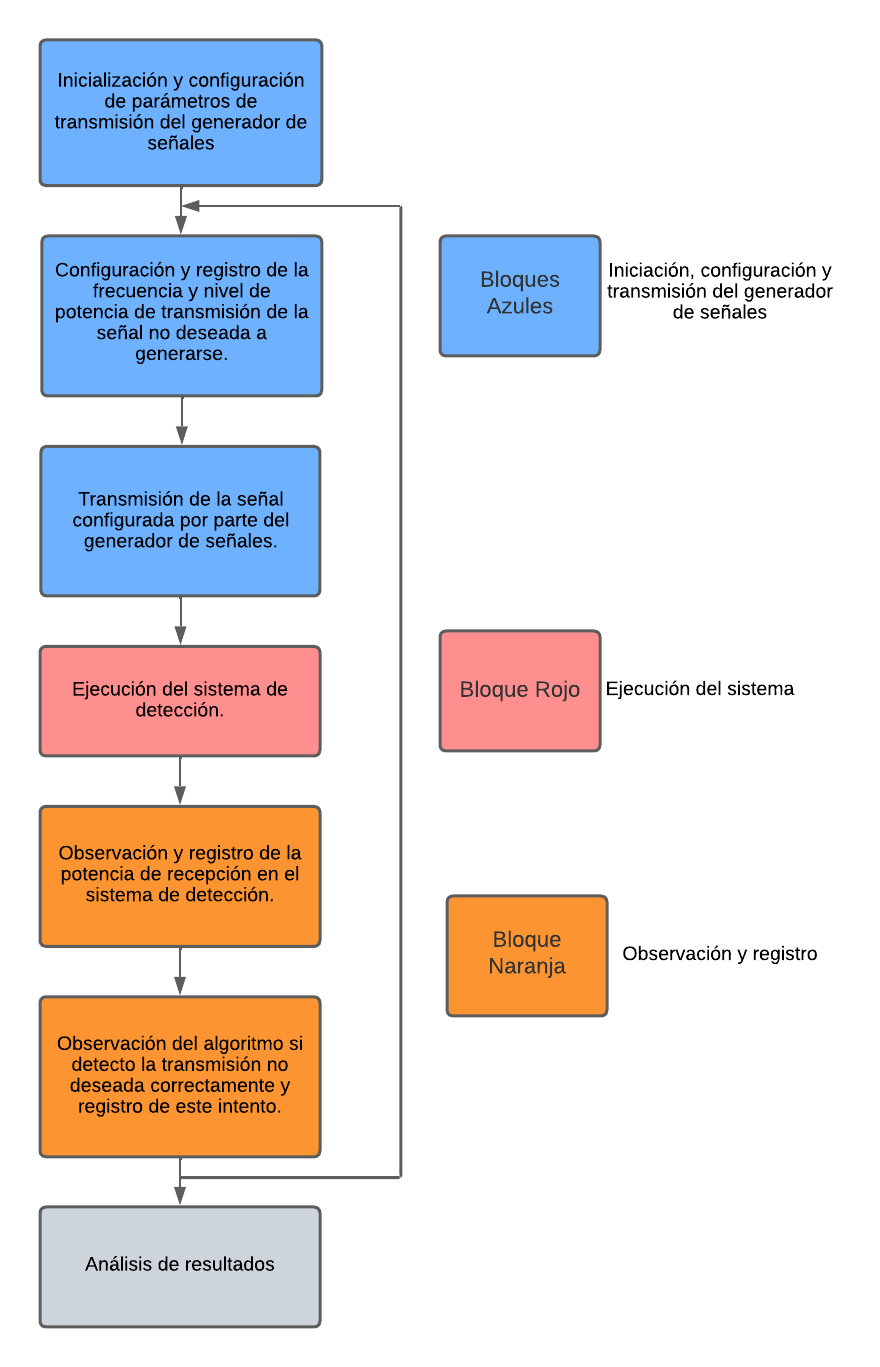 Inicialización y configuración
de parámetros de
transmisión del generador de
señales
Configuración y registro de la
frecuencia y nivel de
potencia de transmisión de la
señal no deseada a
generarse.
Transmisión de la señal
configurada por parte del
generador de señales.
Ejecución del sistema de
detección.
Observación y registro de la
potencia de recepción en el
sistema de detección.
Observación del algoritmo si
detecto la transmisión no
deseada correctamente y
registro de este intento.
Análisis de resultados
Bloques
Azules
Iniciación, configuración y
transmisión del generador
de señales
Bloque Rojo
Ejecución del sistema
Bloque
Naranja
Observación y registro